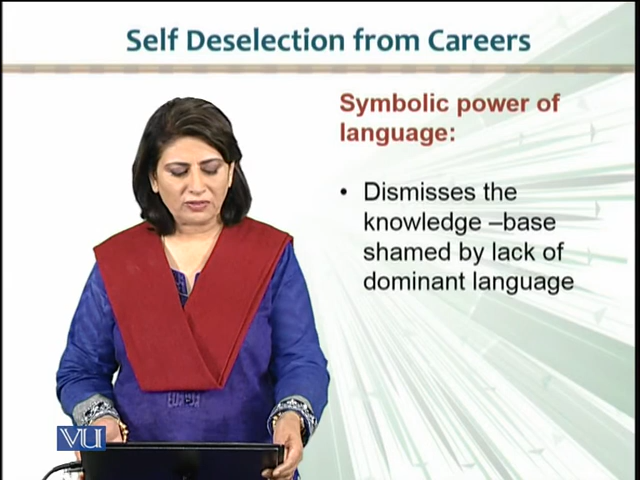 Self Deselection from Careers
Symbolic power of
language:
• Dismisses the
knowledge –base
shamed by lack of
dominant language
VU